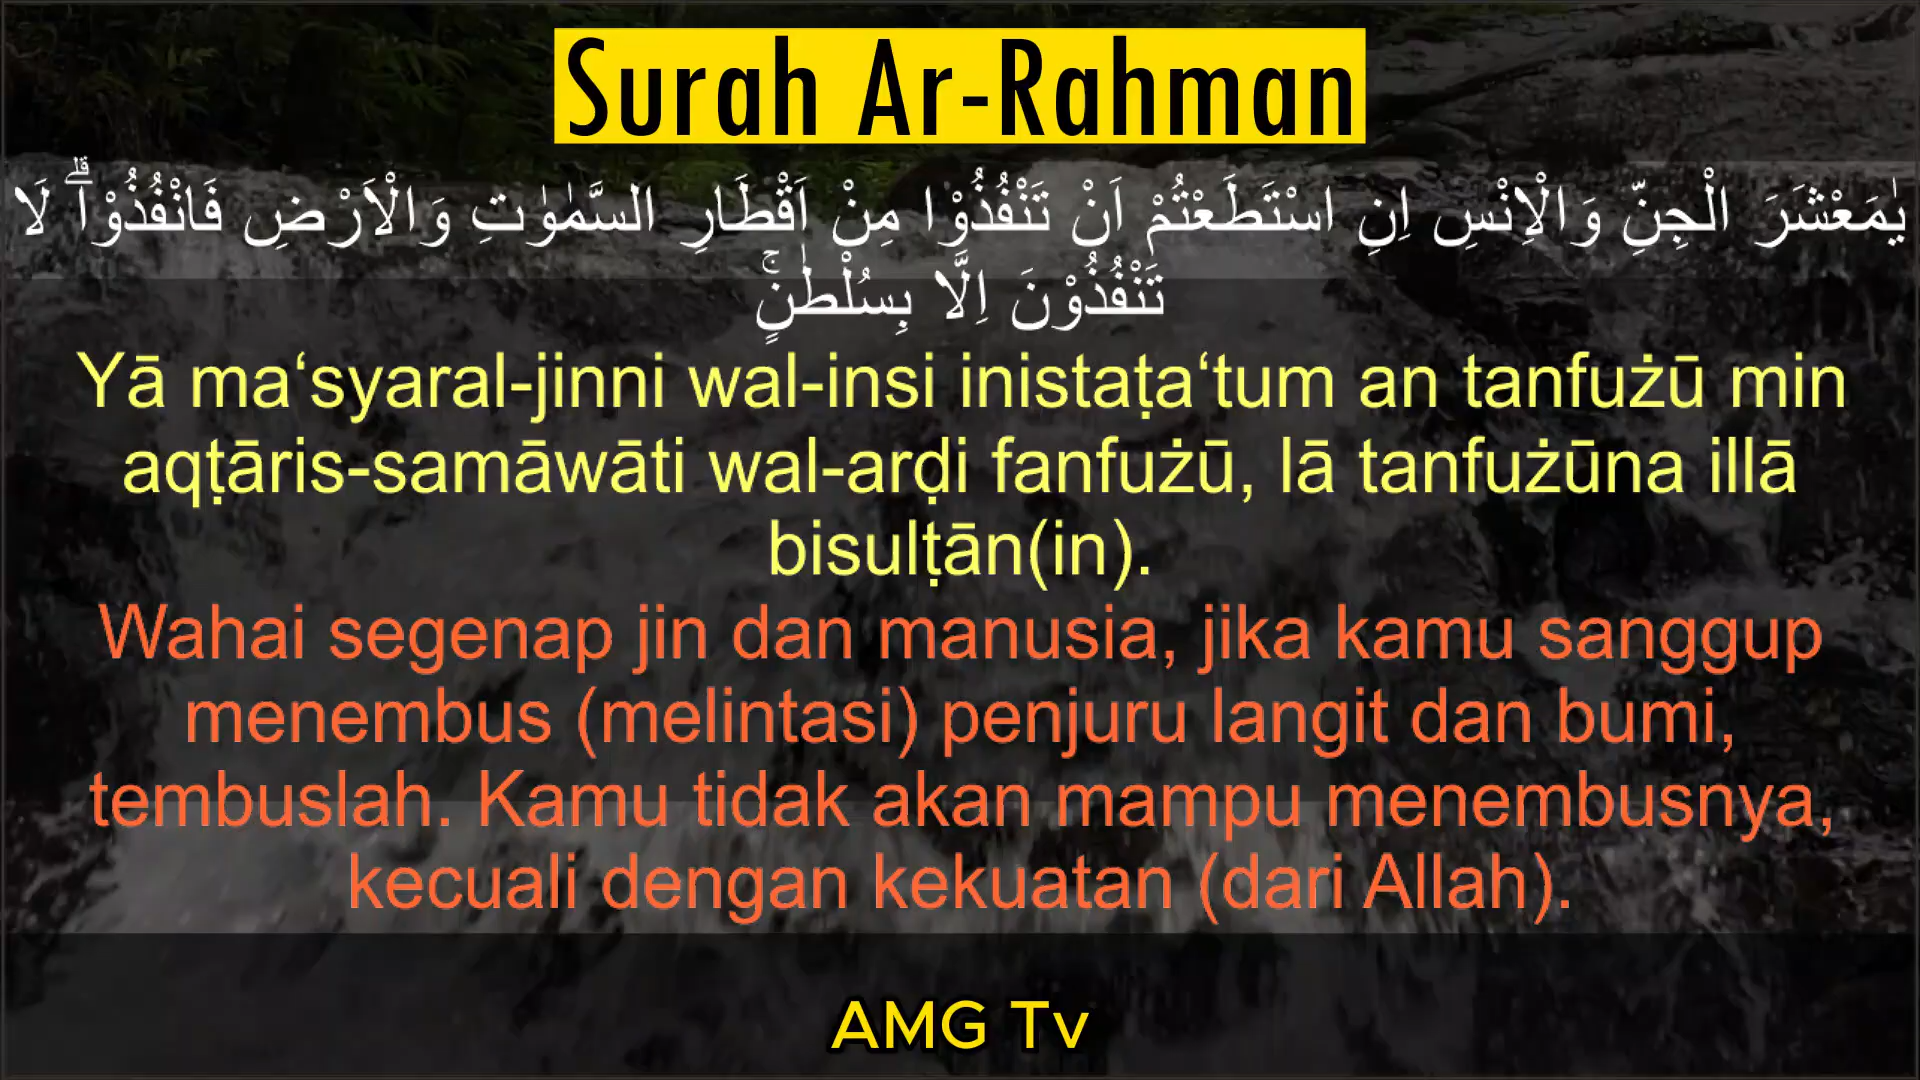 Surah Ar-Rahman
يٰمَعْشَرَ الْجِنِّ وَالْاِنْسِ اِنِ اسْتَطَعْتُمْ اَنْ تَنْفُذُوْا مِنْ اَقْطَارِ السَّمٰوٰتِ وَالْاَرْضِ فَانْفُذُوْاۗ لَا
تَنْفُذُوْنَ اِلَّا بِسُلْطٰنٍۚ
Yā ma‘syaral-jinni wal-insi inistaṭa‘tum an tanfużū min
aqṭāris-samāwāti wal-arḍi fanfużū, lā tanfużūna illā
bisulṭān(in).
Wahai segenap jin dan manusia, jika kamu sanggup
menembus (melintasi) penjuru langit dan bumi,
tembuslah. Kamu tidak akan mampu menembusnya,
kecuali dengan kekuatan (dari Allah).
AMG Tv